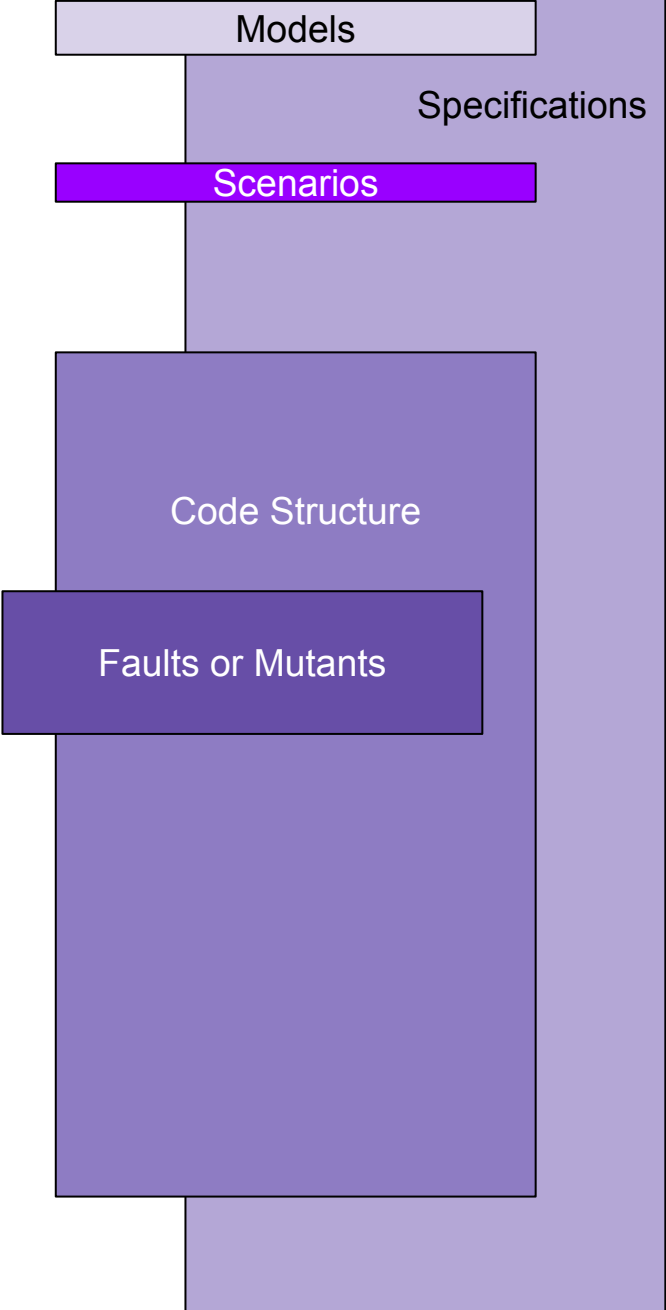 Models
Specifications
Scenarios
Code Structure
Faults or Mutants